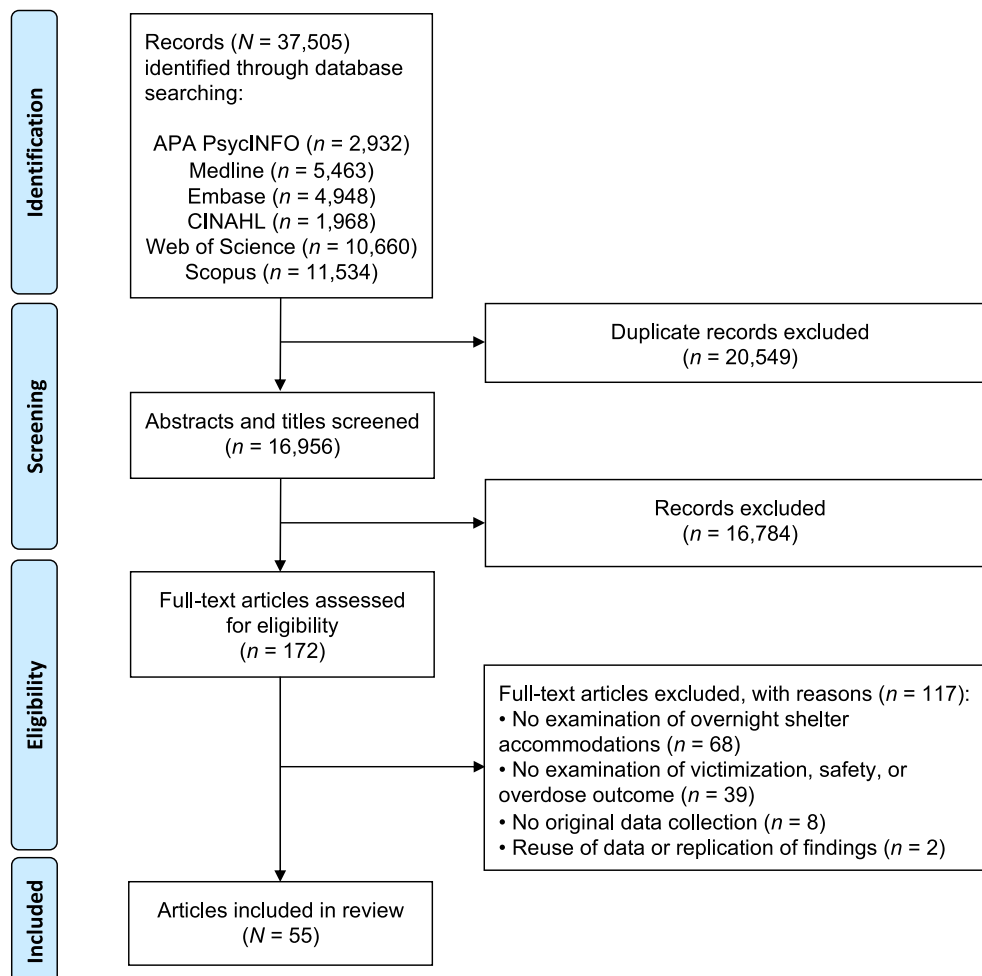 Identification
Records (N = 37,505)
identified through database
searching:
APA PsycINFO (n = 2,932)
Medline (n = 5,463)
Embase (n = 4,948)
CINAHL (n = 1,968)
Web of Science (n = 10,660)
Scopus (n = 11,534)
Screening
Duplicate records excluded
(n = 20,549)
Abstracts and titles screened
(n = 16,956)
Records excluded
(n = 16,784)
Eligibility
Full-text articles assessed
for eligibility
(n = 172)
Full-text articles excluded, with reasons (n = 117):
• No examination of overnight shelter
accommodations (n = 68)
• No examination of victimization, safety, or
overdose outcome (n = 39)
• No original data collection (n = 8)
• Reuse of data or replication of findings (n = 2)
Included
Articles included in review
(N = 55)